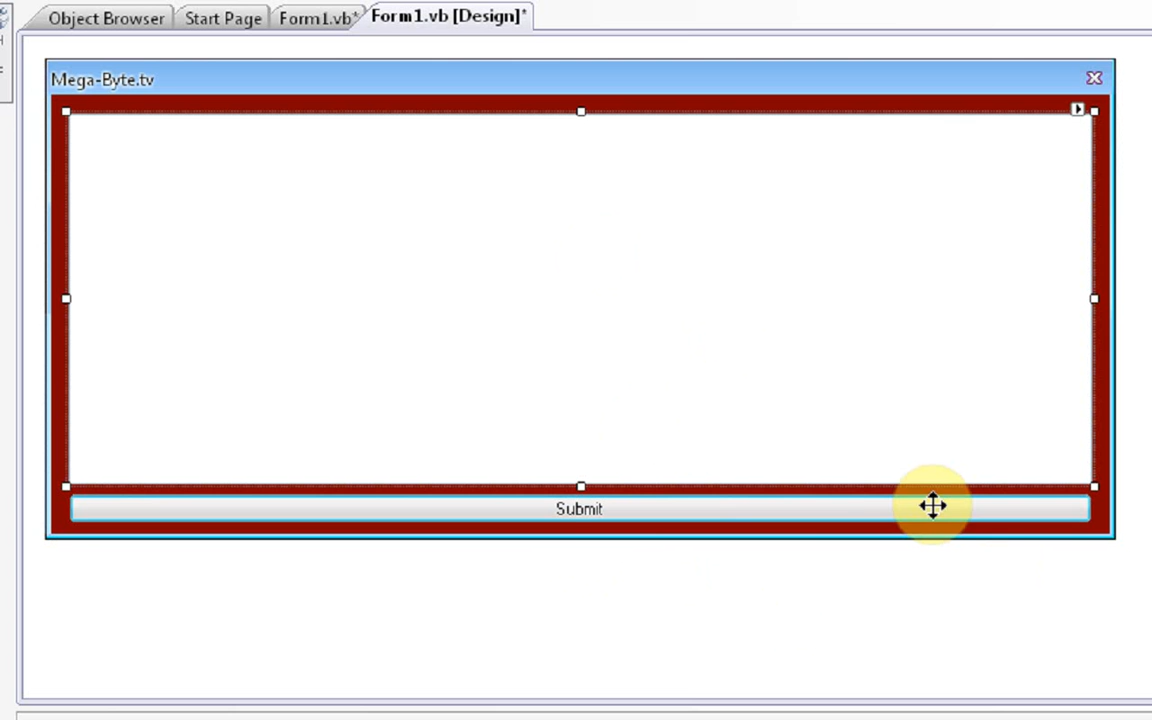 Object Browser Start Page Form1.vb* Form1.vb [Design]*
Mega-Byte.tv
Submit